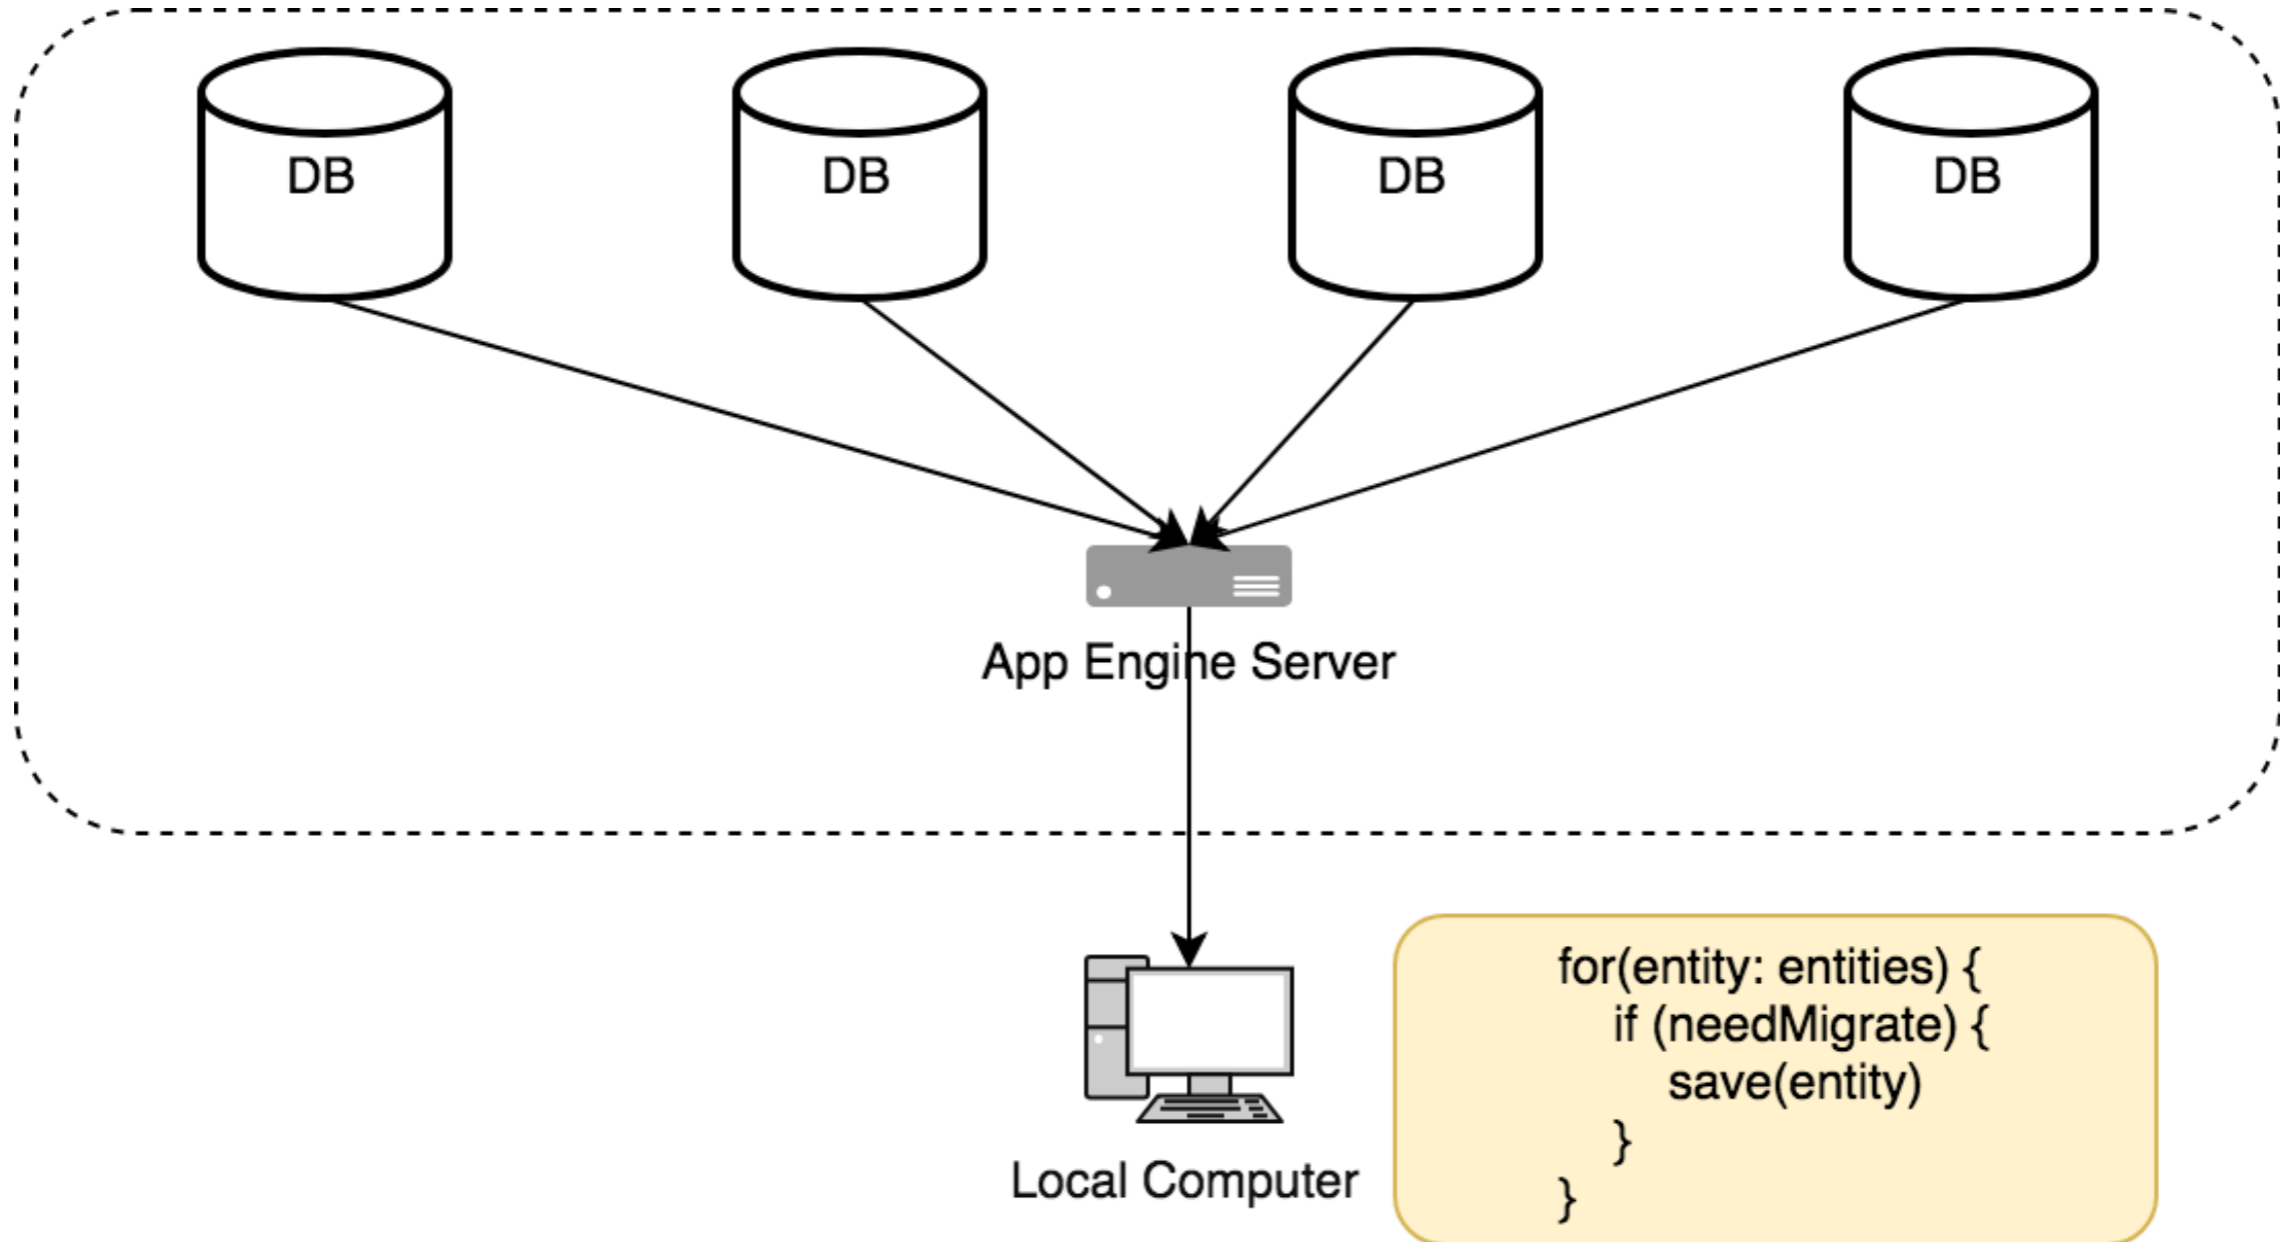 DB
DB
DB
DB
App Engine Server
Local Computer
for(entity: entities) {
if (needMigrate) {
save(entity)
}
}